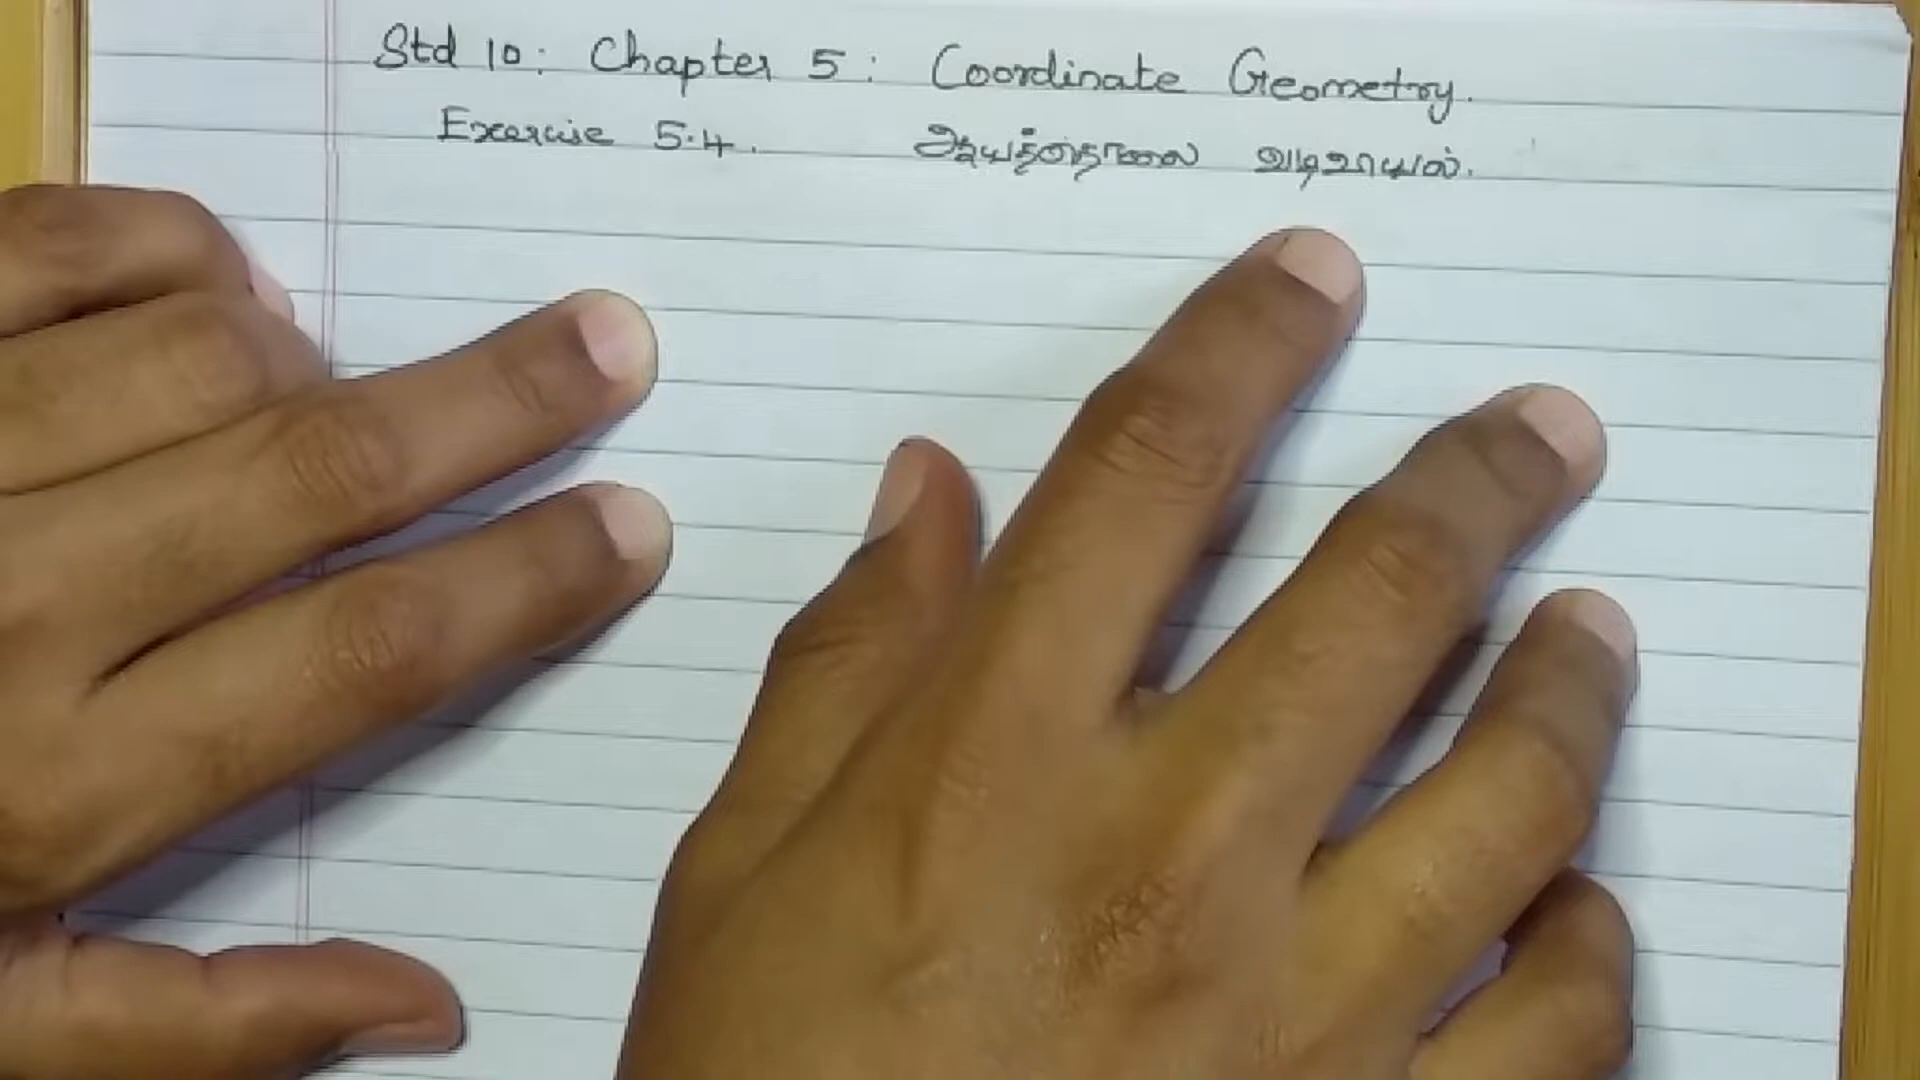 Std 10: Chapter 5: Coordinate Geometry.
Exercise 5.4. ஆயத்தொலை வடிவியல்.